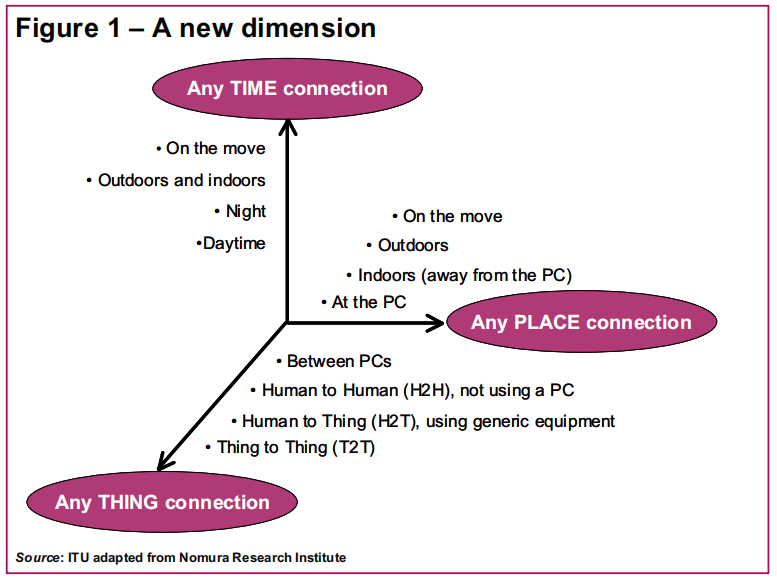 Figure 1 – A new dimension
Any TIME connection
• On the move
• Outdoors and indoors
• Night
•Daytime
• On the move
• Outdoors
• Indoors (away from the PC)
• At the PC
Any PLACE connection
• Between PCs
• Human to Human (H2H), not using a PC
• Human to Thing (H2T), using generic equipment
• Thing to Thing (T2T)
Any THING connection
Source: ITU adapted from Nomura Research Institute